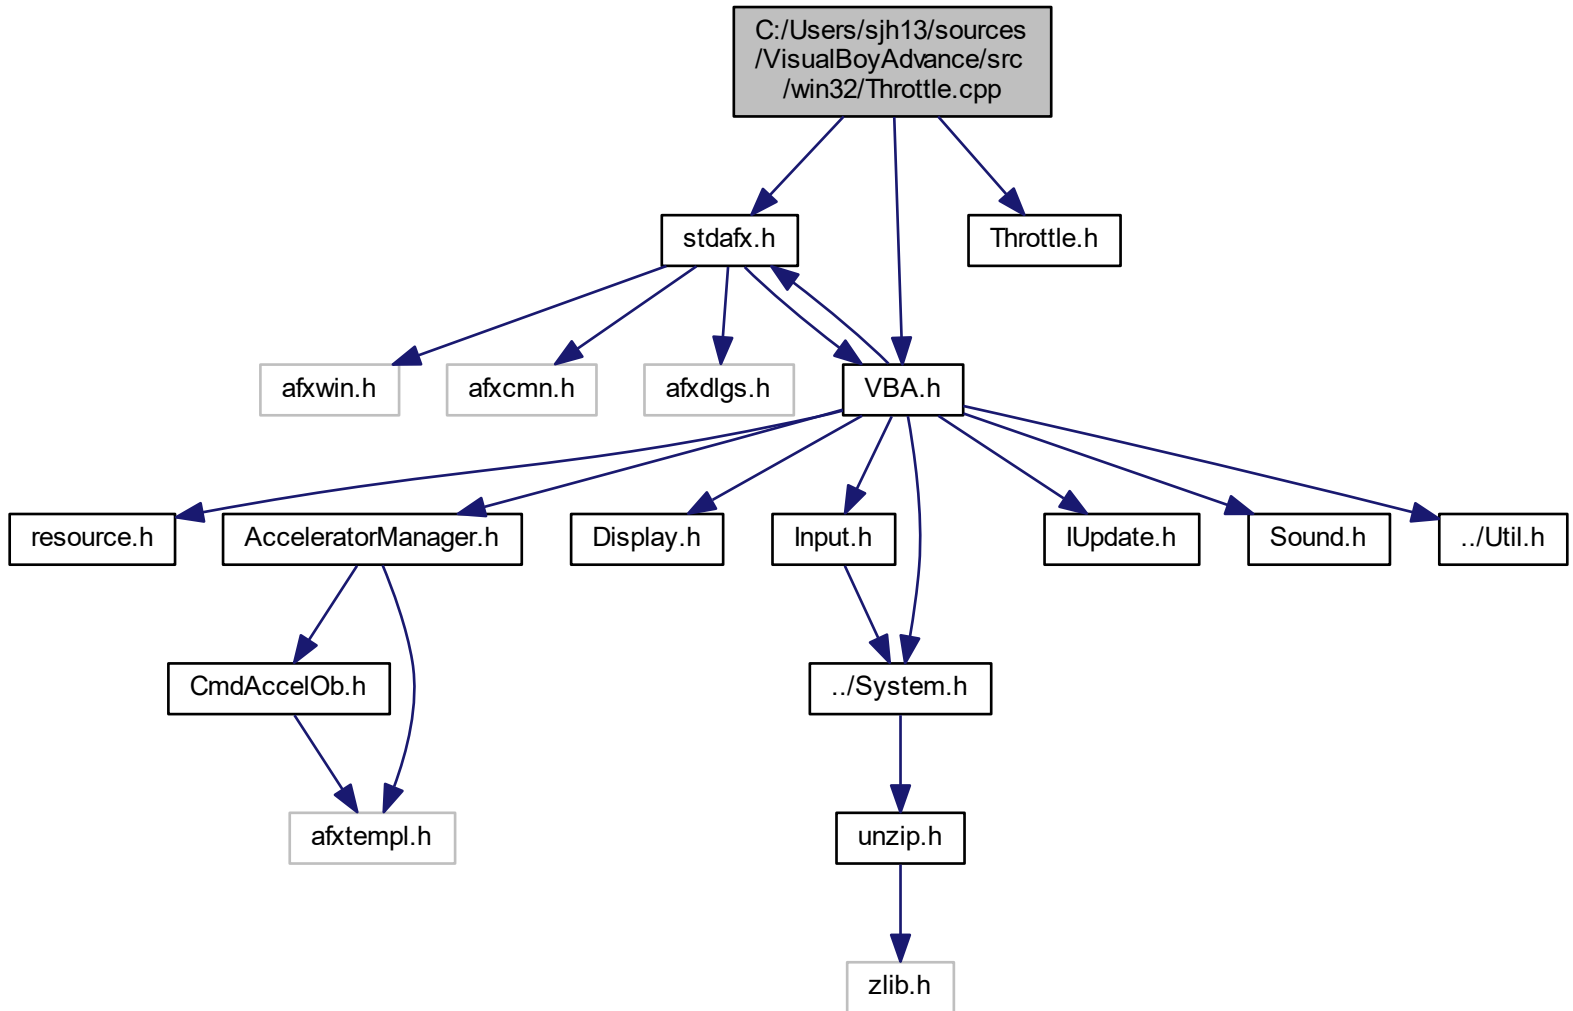 C:/Users/sjh13/sources
/VisualBoyAdvance/src
/win32/Throttle.cpp
stdafx.h
Throttle.h
afxwin.h
afxcmn.h
afxdlgs.h
VBA.h
resource.h
AcceleratorManager.h
Display.h
Input.h
IUpdate.h
Sound.h
../Util.h
CmdAccelOb.h
../System.h
afxtempl.h
unzip.h
zlib.h